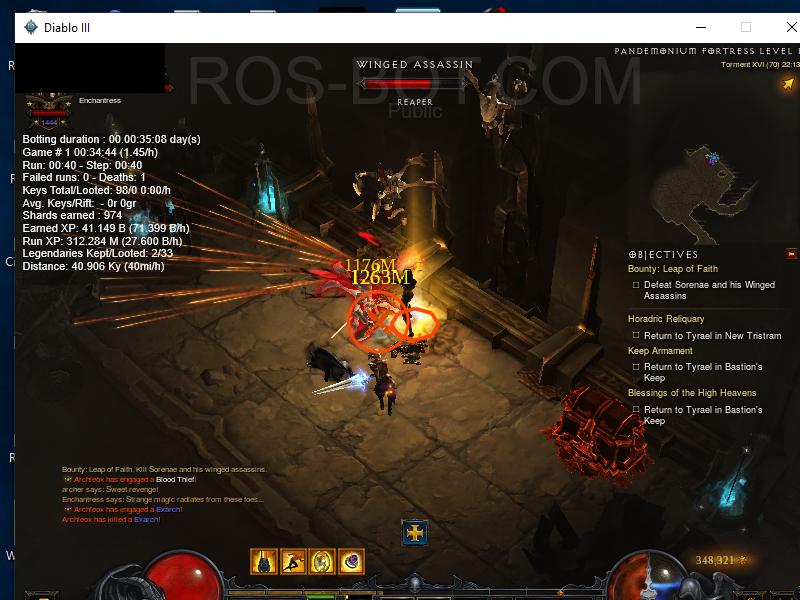 Diablo III
PANDEMONIUM FORTRESS LEVEL
Torment XVI (70) 22:13
ROS-BOT.COM
Public
WINGED ASSASSIN
REAPER
Enchantress
1444
Botting duration : 00.00:35:08 day(s)
Game # 1 00:34:44 (1.45/h)
Run: 00:40 - Step: 00:40
Failed runs: 0 - Deaths: 1
Keys Total/Looted: 98/0 0.00/h
Avg. Keys/Rift:  - 0r 0gr
Shards earned : 974
Earned XP: 41.149 B (71.399 B/h)
Run XP: 312.284 M (27.600 B/h)
Legendaries Kept/Looted: 2/33
Distance: 40.906 Ky (40mi/h)
1176M
1263M
OBJECTIVES
Bounty: Leap of Faith
Defeat Sorenae and his Winged
Assassins
Horadric Reliquary
Return to Tyrael in New Tristram
Keep Armament
Return to Tyrael in Bastion's
Keep
Blessings of the High Heavens
Return to Tyrael in Bastion's
Keep
Bounty: Leap of Faith, Kill Sorenae and his winged assassins.
Archleox has engaged a Blood Thief!
archer says: Sweet revenge!
Enchantress says: Strange magic radiates from these foes...
Archleox has engaged a Exarch!
Archleox has killed a Exarch!
348,321